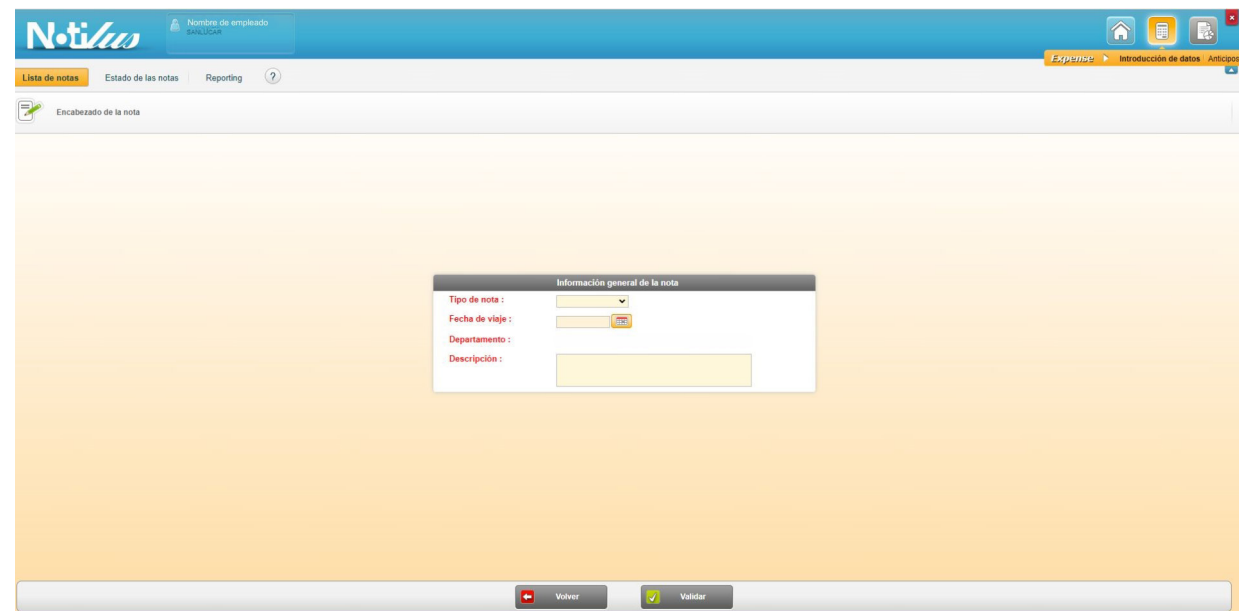 Notilus
Nombre de empleado
SANLUCAR
Expense Introducción de datos Anticipos
Lista de notas Estado de las notas Reporting ?
Encabezado de la nota
Información general de la nota
Tipo de nota :
Fecha de viaje :
Departamento :
Descripción :
Volver Validar